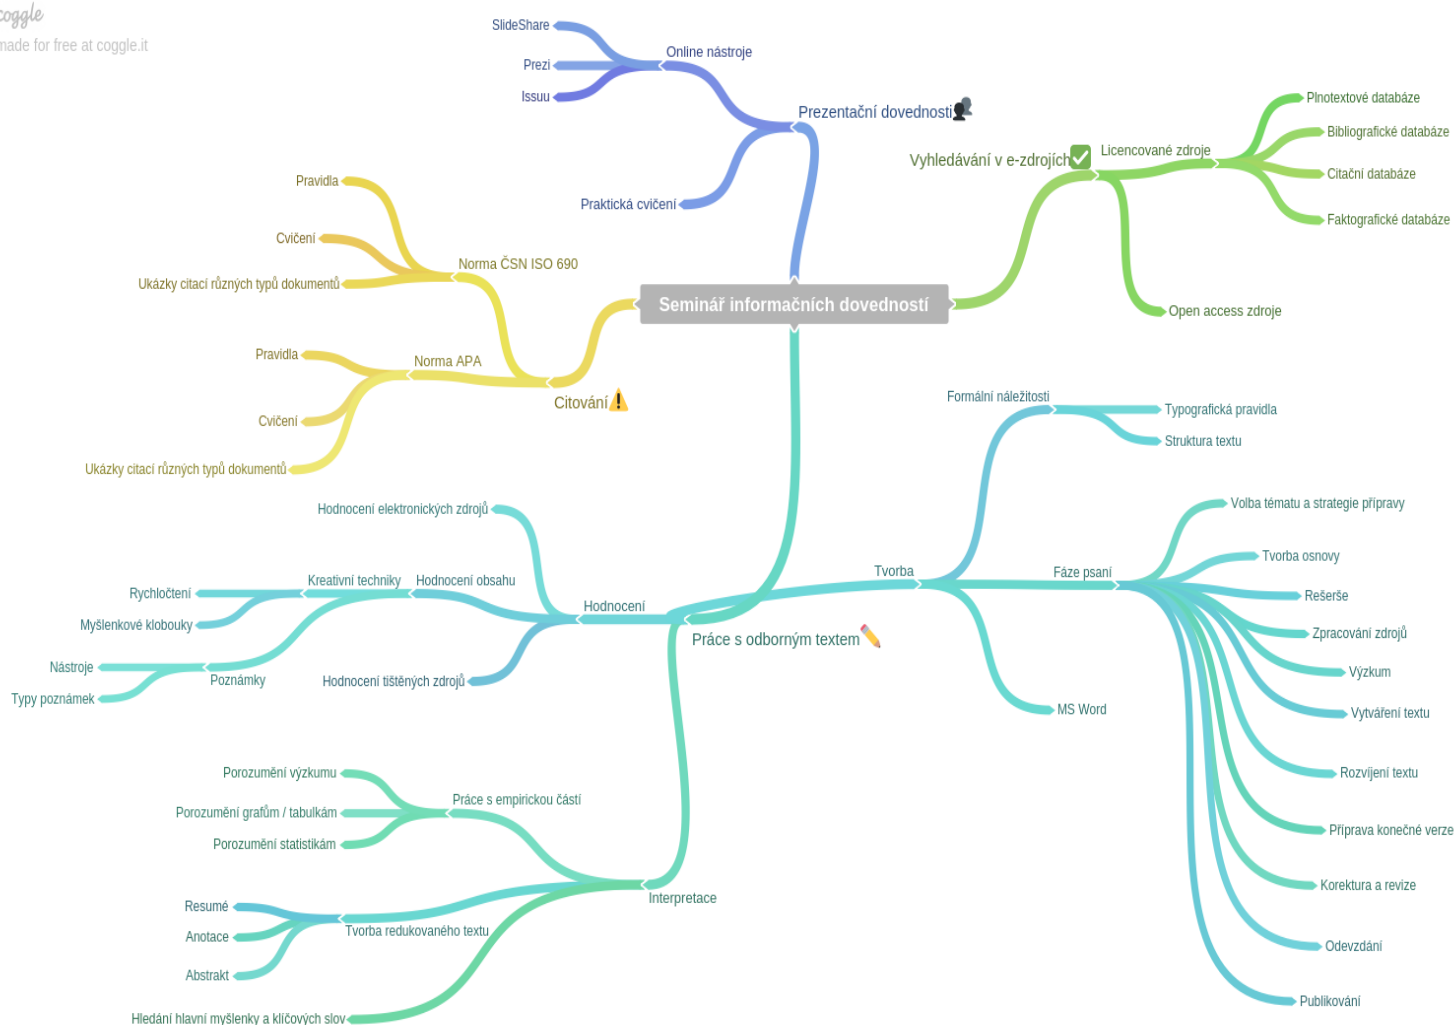 coggle
made for free at coggle.it
SlideShare
Prezi
Issuu
Online nástroje
Prezentační dovednosti
Praktická cvičení
Vyhledávání v e-zdrojích
Licencované zdroje
Plnotextové databáze
Bibliografické databáze
Citační databáze
Faktografické databáze
Open access zdroje
Seminář informačních dovedností
Pravidla
Cvičení
Ukázky citací různých typů dokumentů
Norma ČSN ISO 690
Pravidla
Norma APA
Cvičení
Ukázky citací různých typů dokumentů
Citování
Formální náležitosti
Typografická pravidla
Struktura textu
Hodnocení elektronických zdrojů
Rychločtení
Kreativní techniky
Hodnocení obsahu
Myšlenkové klobouky
Nástroje
Poznámky
Typy poznámek
Hodnocení tištěných zdrojů
Hodnocení
Práce s odborným textem
Tvorba
Fáze psaní
Volba tématu a strategie přípravy
Tvorba osnovy
Rešerše
Zpracování zdrojů
Výzkum
Vytváření textu
Rozvíjení textu
Příprava konečné verze
Korektura a revize
Odevzdání
Publikování
MS Word
Porozumění výzkumu
Práce s empirickou částí
Porozumění grafům / tabulkám
Porozumění statistikám
Interpretace
Resumé
Anotace
Tvorba redukovaného textu
Abstrakt
Hledání hlavní myšlenky a klíčových slov